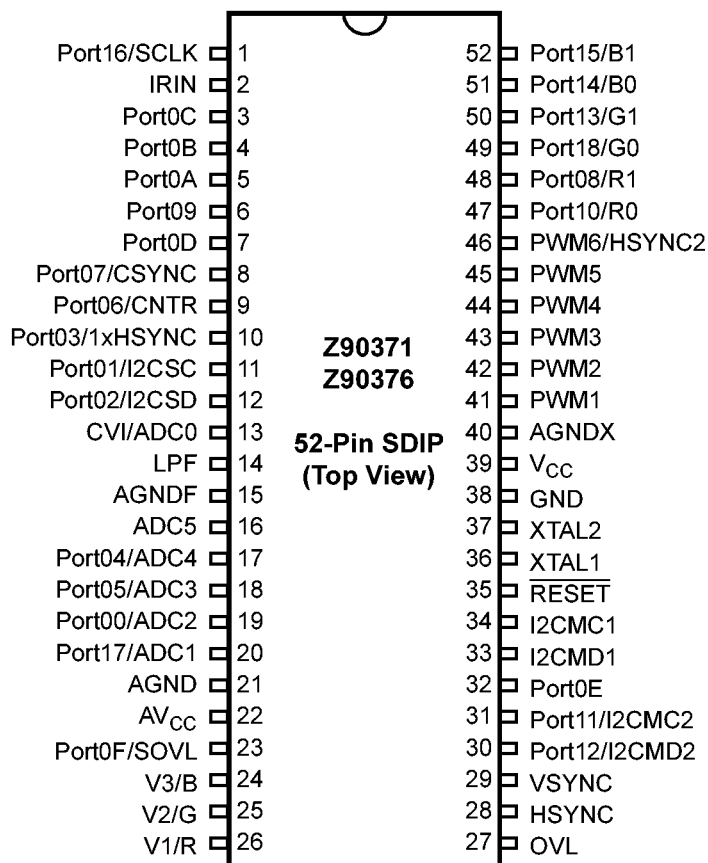 Port16/SCLK 1 52 Port15/B1
IRIN 2 51 Port14/B0
Port0C 3 50 Port13/G1
Port0B 4 49 Port18/G0
Port0A 5 48 Port08/R1
Port09 6 47 Port10/R0
Port0D 7 46 PWM6/HSYNC2
Port07/CSYNC 8 45 PWM5
Port06/CNTR 9 44 PWM4
Port03/1xHSYNC 10 43 PWM3
Z90371
Port01/I2CSC 11 42 PWM2
Z90376
Port02/I2CSD 12 41 PWM1
CVI/ADC0 13 40 AGNDX
52-Pin SDIP
LPF 14 39 VCC
(Top View)
AGNDF 15 38 GND
ADC5 16 37 XTAL2
Port04/ADC4 17 36 XTAL1
Port05/ADC3 18 35 RESET
Port00/ADC2 19 34 I2CMC1
Port17/ADC1 20 33 I2CMD1
AGND 21 32 Port0E
AVCC 22 31 Port11/I2CMC2
Port0F/SOVL 23 30 Port12/I2CMD2
V3/B 24 29 VSYNC
V2/G 25 28 HSYNC
V1/R 26 27 OVL